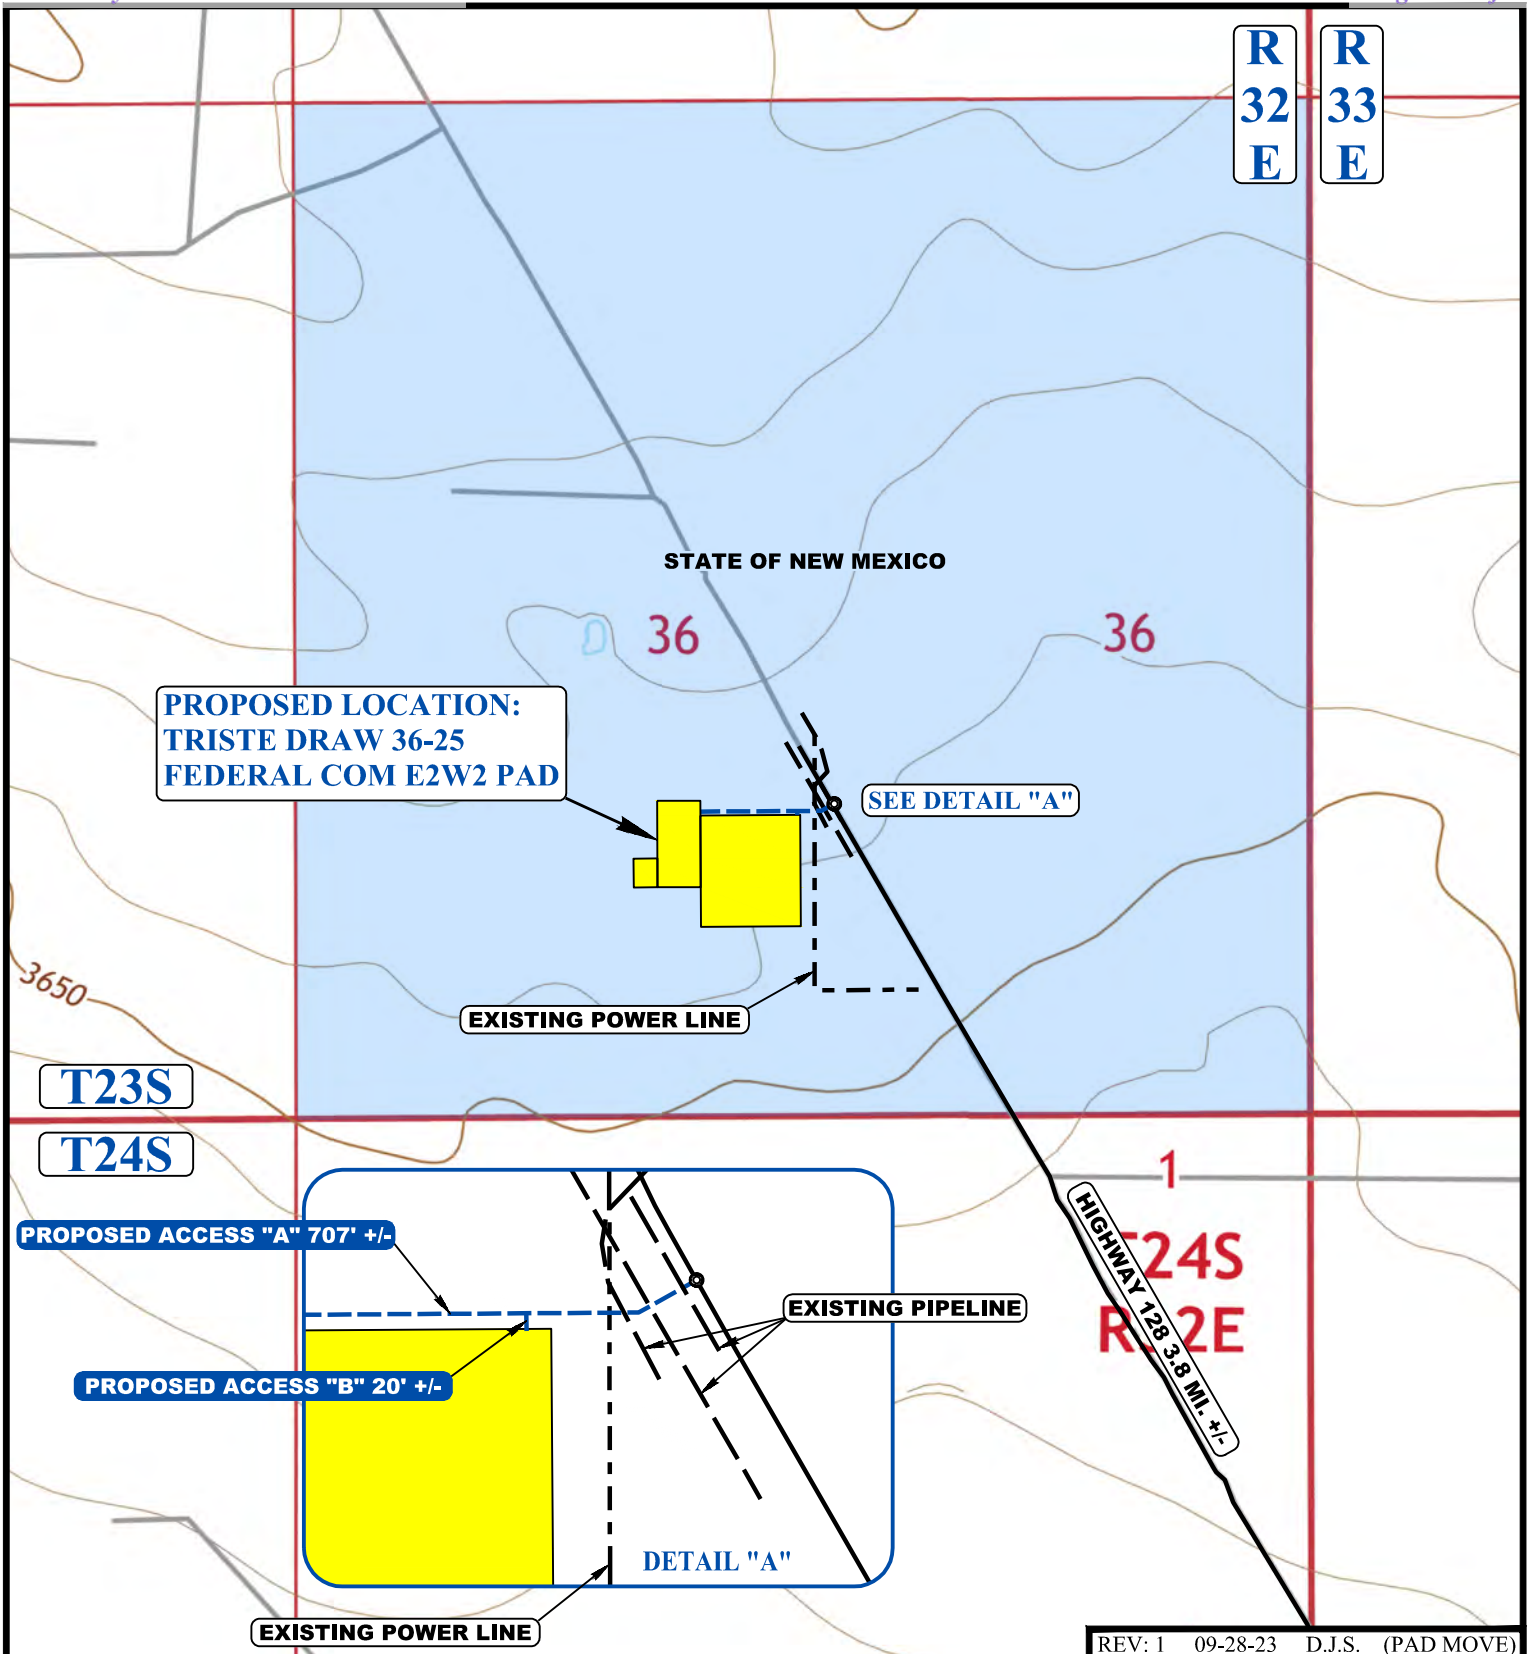 R
32
E
R
33
E
STATE OF NEW MEXICO
36
36
PROPOSED LOCATION:
TRISTE DRAW 36-25
FEDERAL COM E2W2 PAD
SEE DETAIL "A"
3650
EXISTING POWER LINE
T23S
T24S
1
PROPOSED ACCESS "A" 707' +/-
24S
HIGHWAY 128 3.8 MI. +/-
EXISTING PIPELINE
R 2E
PROPOSED ACCESS "B" 20' +/-
DETAIL "A"
EXISTING POWER LINE
REV: 1 09-28-23 D.J.S. (PAD MOVE)